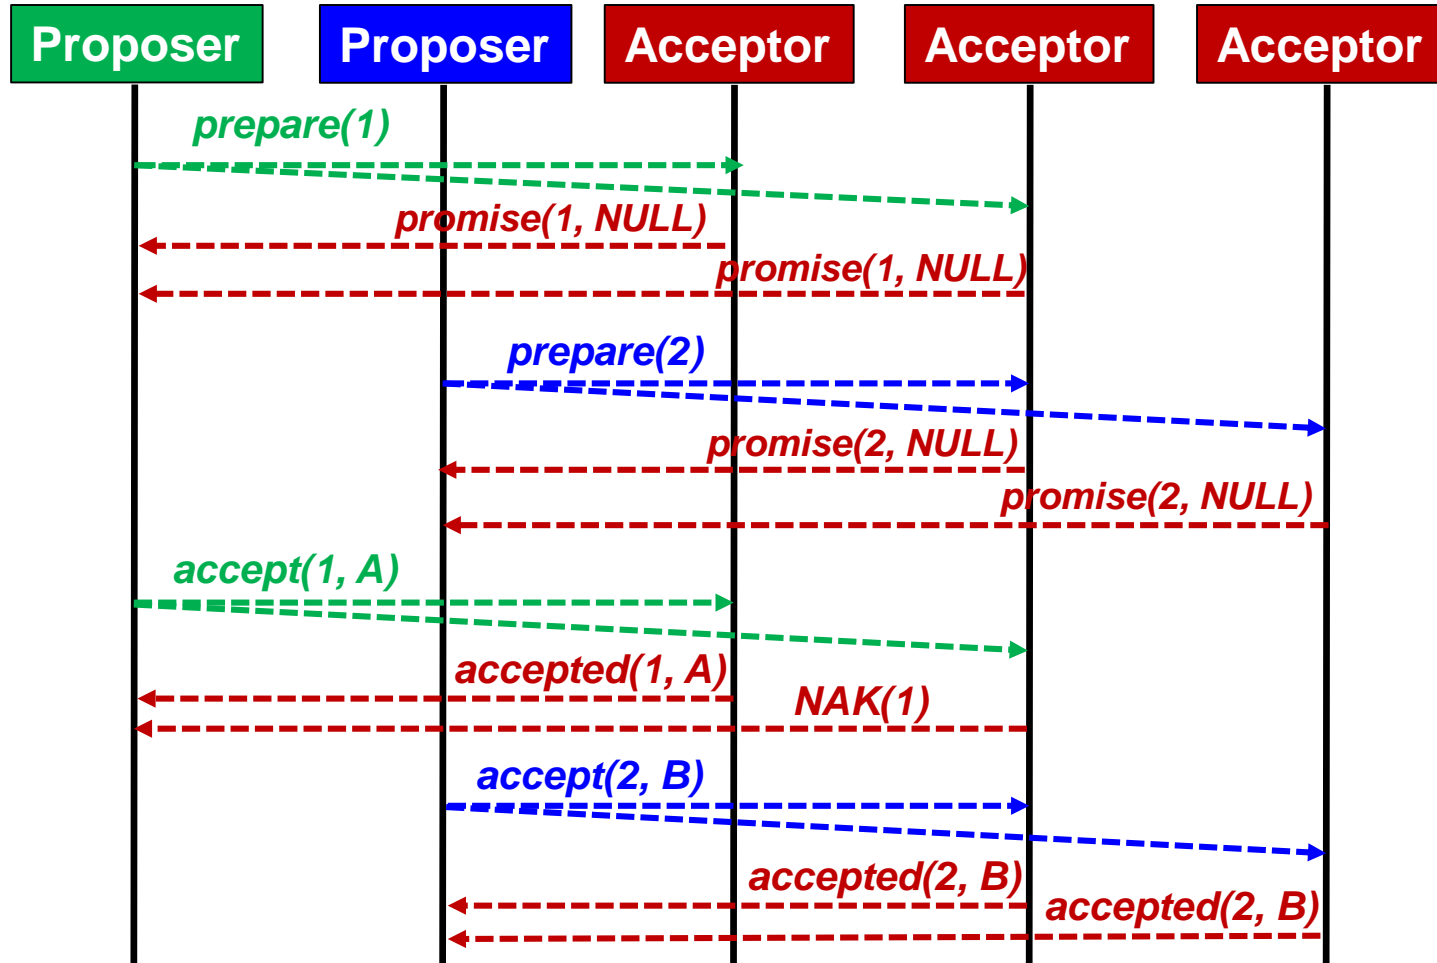 Proposer
Proposer
Acceptor
Acceptor
Acceptor
prepare(1)
promise(1, NULL)
promise(1, NULL)
prepare(2)
promise(2, NULL)
promise(2, NULL)
accept(1, A)
accepted(1, A)
NAK(1)
accept(2, B)
accepted(2, B)
accepted(2, B)